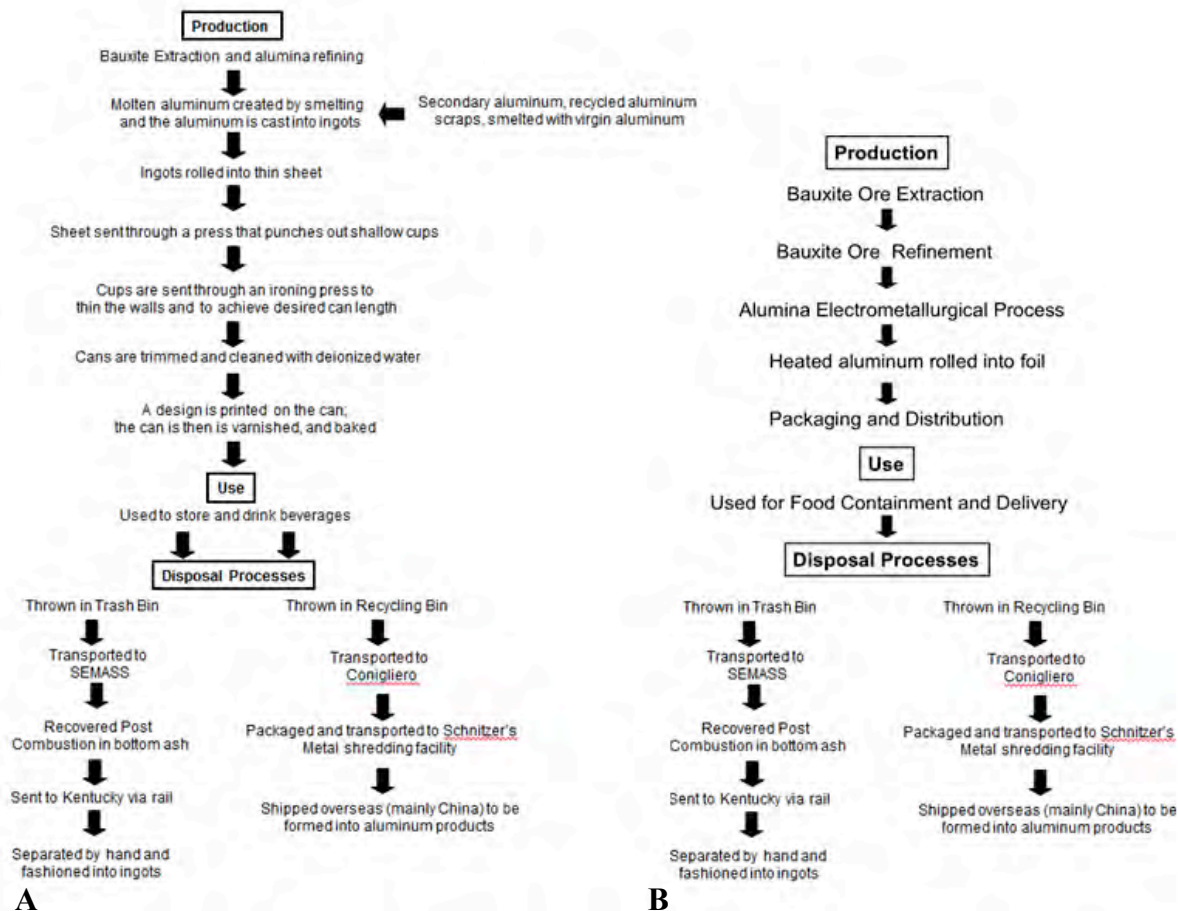 Production
Bauxite Extraction and alumina refining
Molten aluminum created by smelting
and the aluminum is cast into ingots
Secondary aluminum, recycled aluminum
scraps, smelted with virgin aluminum
Ingots rolled into thin sheet
Sheet sent through a press that punches out shallow cups
Cups are sent through an ironing press to
thin the walls and to achieve desired can length
Cans are trimmed and cleaned with deionized water
A design is printed on the can;
the can is then is varnished, and baked
Use
Used to store and drink beverages
Disposal Processes
Thrown in Trash Bin
Transported to
SEMASS
Recovered Post
Combustion in bottom ash
Sent to Kentucky via rail
Separated by hand and
fashioned into ingots
Thrown in Recycling Bin
Transported to
Conigliero
Packaged and transported to Schnitzer's
Metal shredding facility
Shipped overseas (mainly China) to be
formed into aluminum products
A
Production
Bauxite Ore Extraction
Bauxite Ore Refinement
Alumina Electrometallurgical Process
Heated aluminum rolled into foil
Packaging and Distribution
Use
Used for Food Containment and Delivery
Disposal Processes
Thrown in Trash Bin
Transported to
SEMASS
Recovered Post
Combustion in bottom ash
Sent to Kentucky via rail
Separated by hand and
fashioned into ingots
Thrown in Recycling Bin
Transported to
Conigliero
Packaged and transported to Schnitzer's
Metal shredding facility
Shipped overseas (mainly China) to be
formed into aluminum products
B